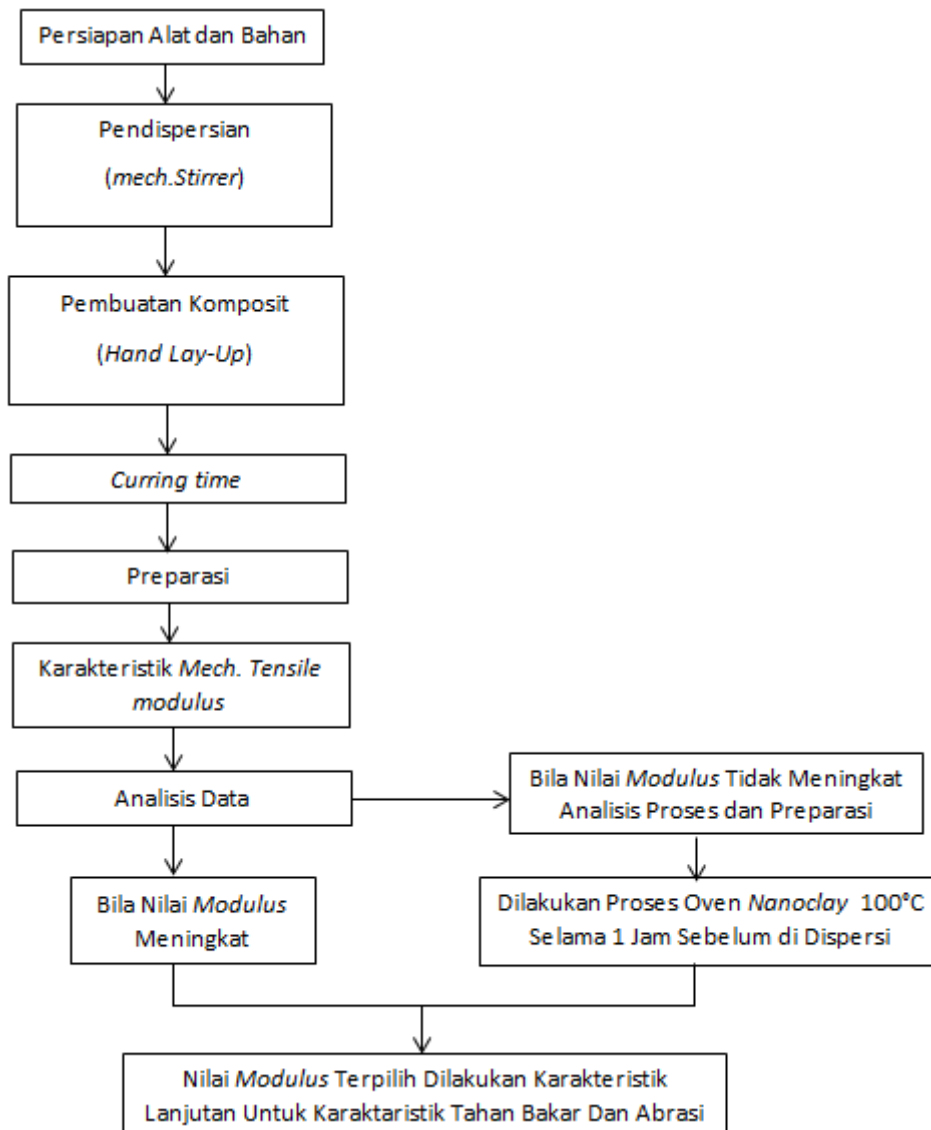 Persiapan Alat dan Bahan
Pendispersian
(mech.Stirrer)
Pembuatan Komposit
(Hand Lay-Up)
Curring time
Preparasi
Karakteristik Mech. Tensile
modulus
Analisis Data
Bila Nilai Modulus Tidak Meningkat
Analisis Proses dan Preparasi
Bila Nilai Modulus
Meningkat
Dilakukan Proses Oven Nanoclay 100°C
Selama 1 Jam Sebelum di Dispersi
Nilai Modulus Terpilih Dilakukan Karakteristik
Lanjutan Untuk Karaktaristik Tahan Bakar Dan Abrasi